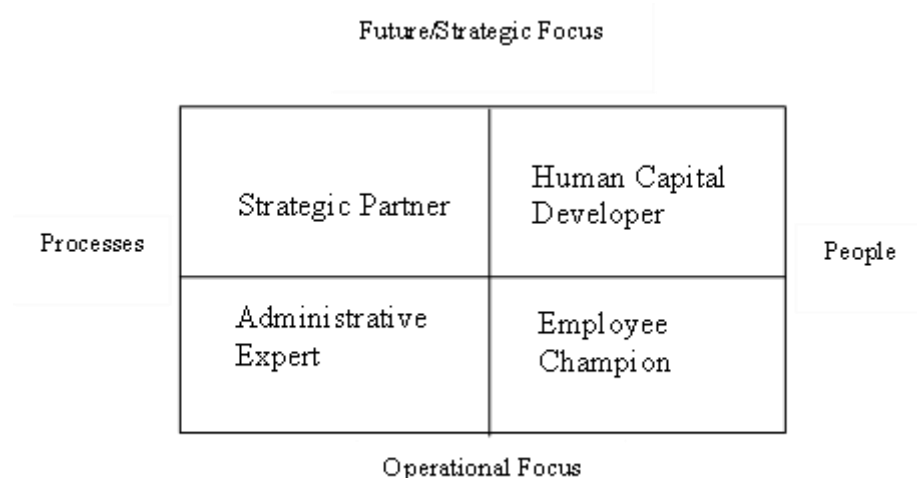 Future/Strategic Focus
Strategic Partner
Human Capital
Developer
Processes
People
Administrative
Expert
Employee
Champion
Operational Focus